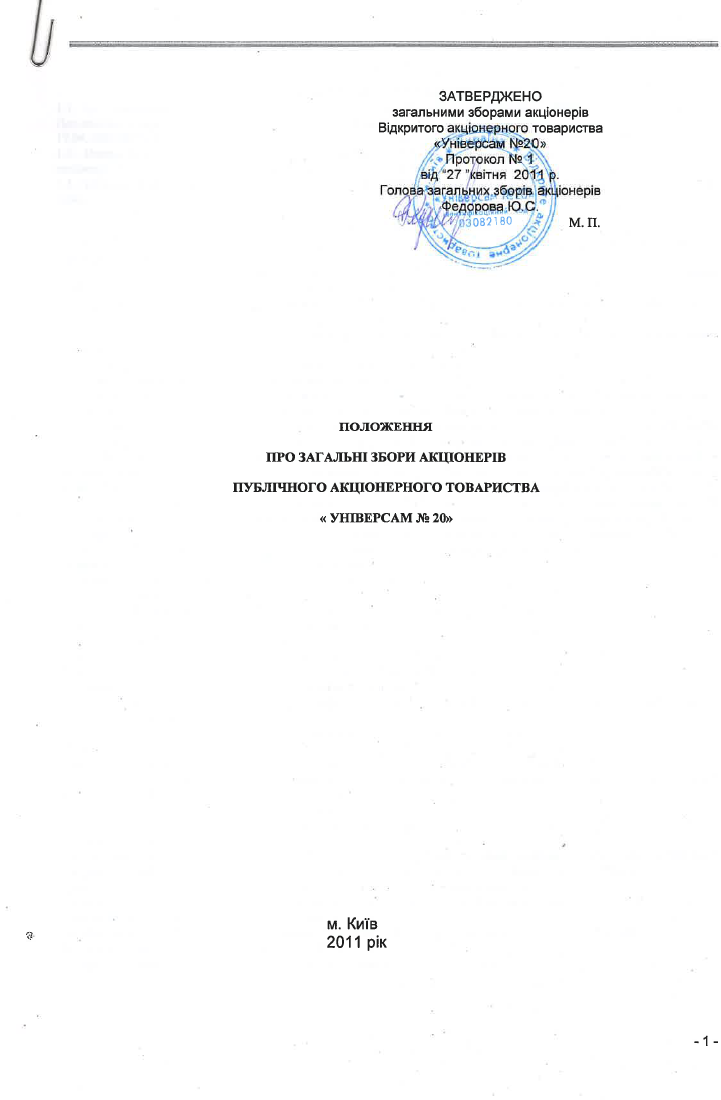 ЗАТВЕРДЖЕНО
загальними зборами акціонерів
Відкритого акціонерного товариства
«Універсам №20»
Протокол № 1
від “27 ”квітня 2011 р.
Голова загальних зборів акціонерів
Федорова Ю.С.
03082180
М. П.
ПОЛОЖЕННЯ
ПРО ЗАГАЛЬНІ ЗБОРИ АКЦІОНЕРІВ
ПУБЛІЧНОГО АКЦІОНЕРНОГО ТОВАРИСТВА
« УНІВЕРСАМ № 20»
м. Київ
2011 рік
- 1 -